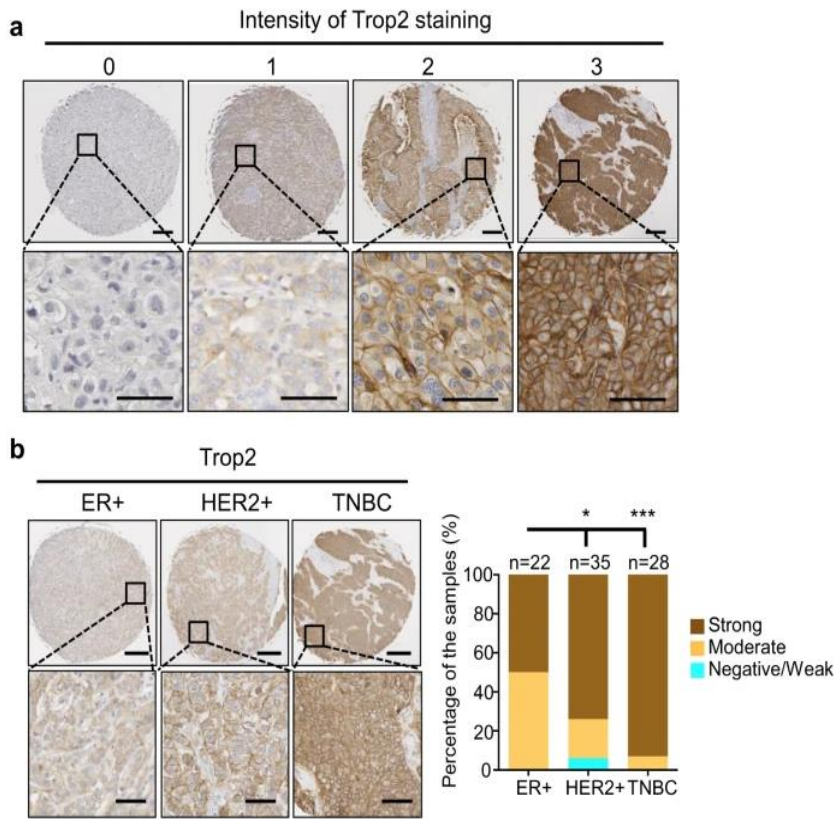 a
Intensity of Trop2 staining
0 1 2 3
b
Trop2
ER+ HER2+ TNBC
* ***
n=22 n=35 n=28
Percentage of the samples (%)
100
80
60
40
20
0
ER+ HER2+ TNBC
Strong
Moderate
Negative/Weak